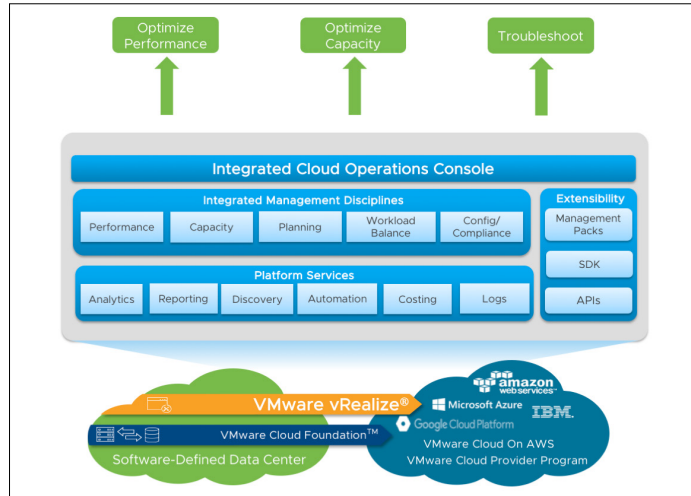 Optimize
Performance
Optimize
Capacity
Troubleshoot
Integrated Cloud Operations Console
Integrated Management Disciplines
Performance
Capacity
Planning
Workload
Balance
Config/
Compliance
Extensibility
Management
Packs
SDK
APIs
Platform Services
Analytics
Reporting
Discovery
Automation
Costing
Logs
VMware vRealize®
VMware Cloud Foundation™
Software-Defined Data Center
amazon
web services™
Microsoft Azure
IBM.
Google Cloud Platform
VMware Cloud On AWS
VMware Cloud Provider Program